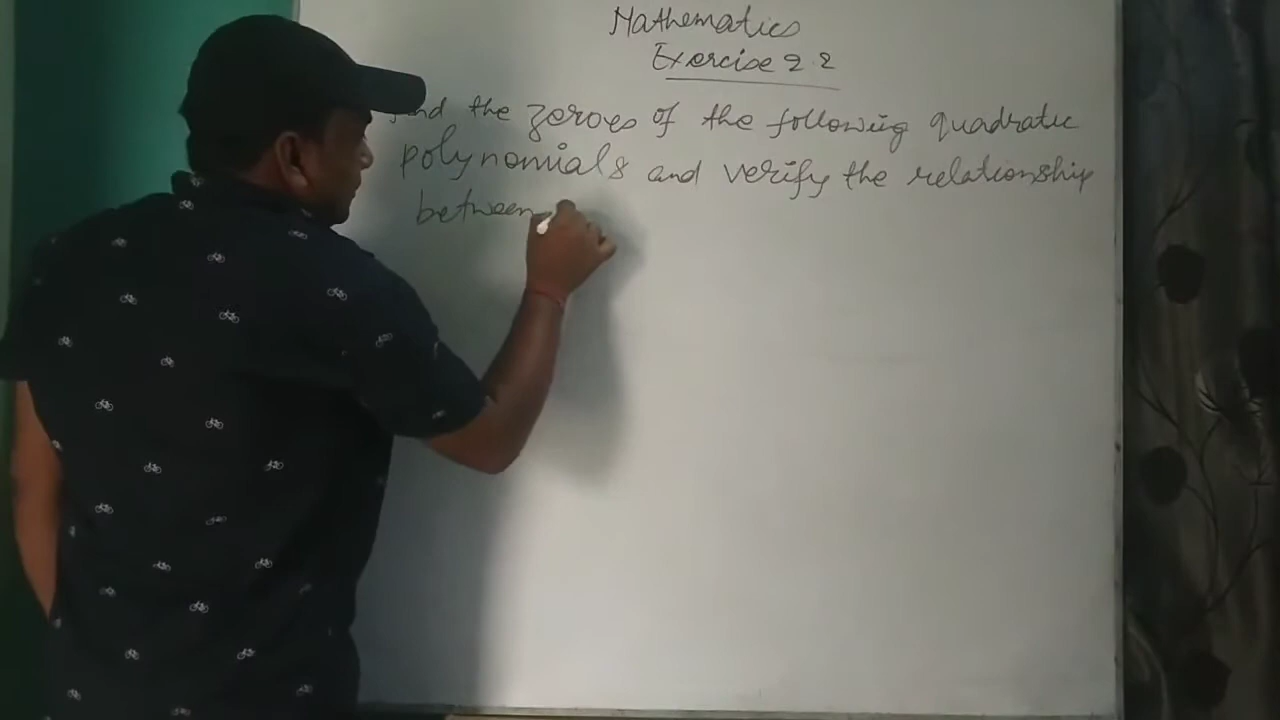 Mathematics
Exercise 2.2
the zeroes of the following quadratic
polynomials and verify the relationship
between